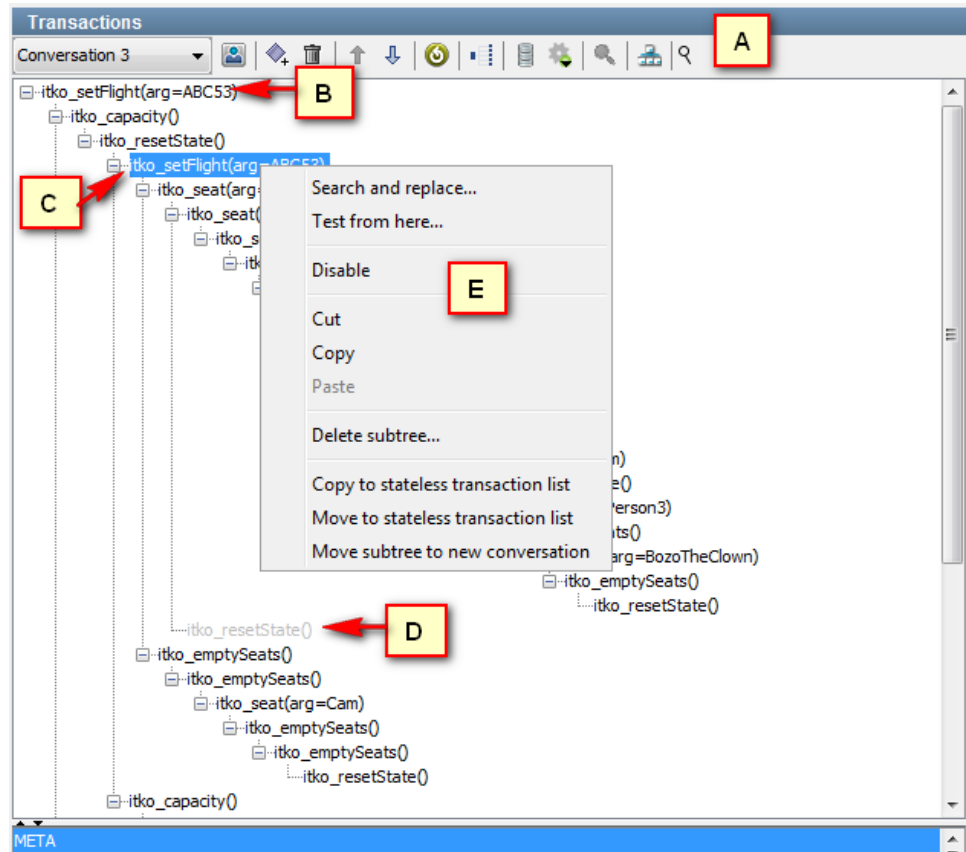 Transactions
Conversation 3
A
itko_setFlight(arg=ABC53)
B
itko_capacity()
itko_resetState()
itko_setFlight(arg=ABC53)
C
itko_seat(arg=
Search and replace...
itko_seat(
Test from here...
itko_s
itk
Disable
E
Cut
Copy
Paste
Delete subtree...
n)
Copy to stateless transaction list
e()
Person3)
Move to stateless transaction list
ts()
Move subtree to new conversation
arg=BozoTheClown)
itko_emptySeats()
itko_resetState()
itko_resetState()
D
itko_emptySeats()
itko_emptySeats()
itko_seat(arg=Cam)
itko_emptySeats()
itko_emptySeats()
itko_resetState()
itko_capacity()
META